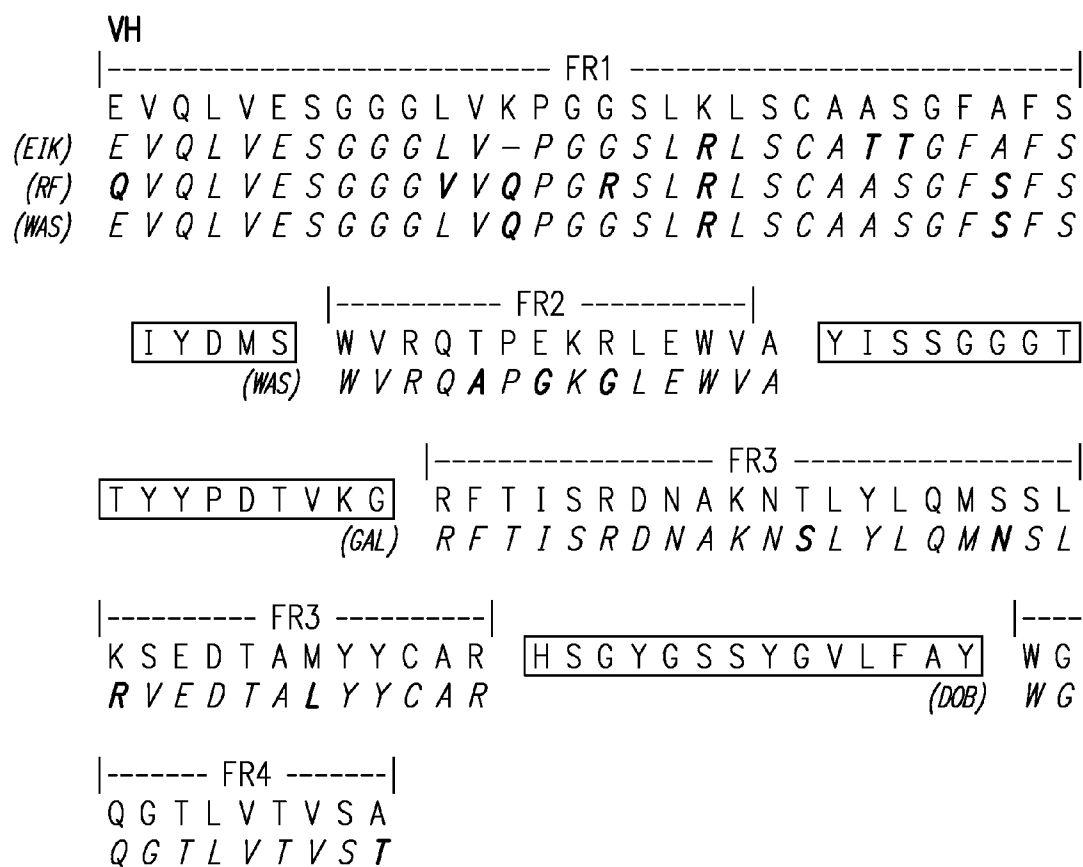 VH
|------------------------------ FR1 ------------------------------|
E V Q L V E S G G G L V K P G G S L K L S C A A S G F A F S
(EIK) E V Q L V E S G G G L V - P G G S L R L S C A T T G F A F S
(RF) Q V Q L V E S G G G V V Q P G R S L R L S C A A S G F S F S
(WAS) E V Q L V E S G G G L V Q P G G S L R L S C A A S G F S F S
|----------- FR2 -----------|
I Y D M S W V R Q T P E K R L E W V A Y I S S G G G T
(WAS) W V R Q A P G K G L E W V A
|------------------- FR3 -------------------|
T Y Y P D T V K G R F T I S R D N A K N T L Y L Q M S S L
(GAL) R F T I S R D N A K N S L Y L Q M N S L
|---------- FR3 ----------| |----
K S E D T A M Y Y C A R H S G Y G S S Y G V L F A Y W G
R V E D T A L Y Y C A R (DOB) W G
|------- FR4 -------|
Q G T L V T V S A
Q G T L V T V S T